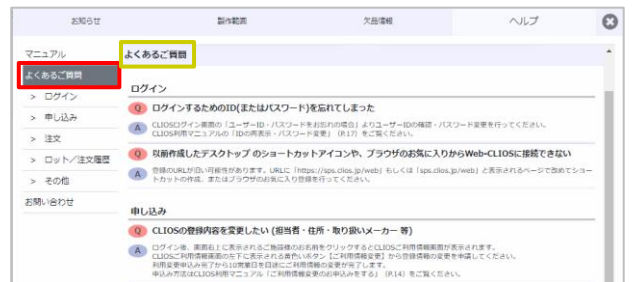 お知らせ
製作範囲
欠品情報
ヘルプ
マニュアル
よくあるご質問
> ログイン
> 申し込み
> 注文
> ロット／注文履歴
> その他
お問い合わせ
よくあるご質問
ログイン
Q ログインするためのID(またはパスワード)を忘れてしまった
A CLIOSログイン画面の「ユーザーID・パスワードをお忘れの場合」よりユーザーIDの確認・パスワード変更を行ってください。
CLIOS利用マニュアルの「IDの再表示・パスワード変更」（P.17）をご覧ください。
Q 以前作成したデスクトップのショートカットアイコンや、ブラウザのお気に入りからWeb-CLIOSに接続できない
A 登録のURLが旧い可能性があります。URLに「https://sps.clios.jp/web」もしくは「sps.clios.jp/web」と表示されるページで改めてショー
トカットの作成、またはブラウザのお気に入り登録を行ってください。
申し込み
Q CLIOSの登録内容を変更したい (担当者・住所・取り扱いメーカー 等)
A ログイン後、画面右上に表示されるご施設様のお名前をクリックするとCLIOSご利用情報画面が表示されます。
CLIOSご利用情報画面の左下に表示される黄色いボタン【ご利用情報変更】から登録情報の変更を申請してください。
利用変更申込み完了から10営業日を目途にご利用情報の変更が完了します。
申込み方法はCLIOS利用マニュアル「ご利用情報変更のお申込みをする」（P.14）をご覧ください。